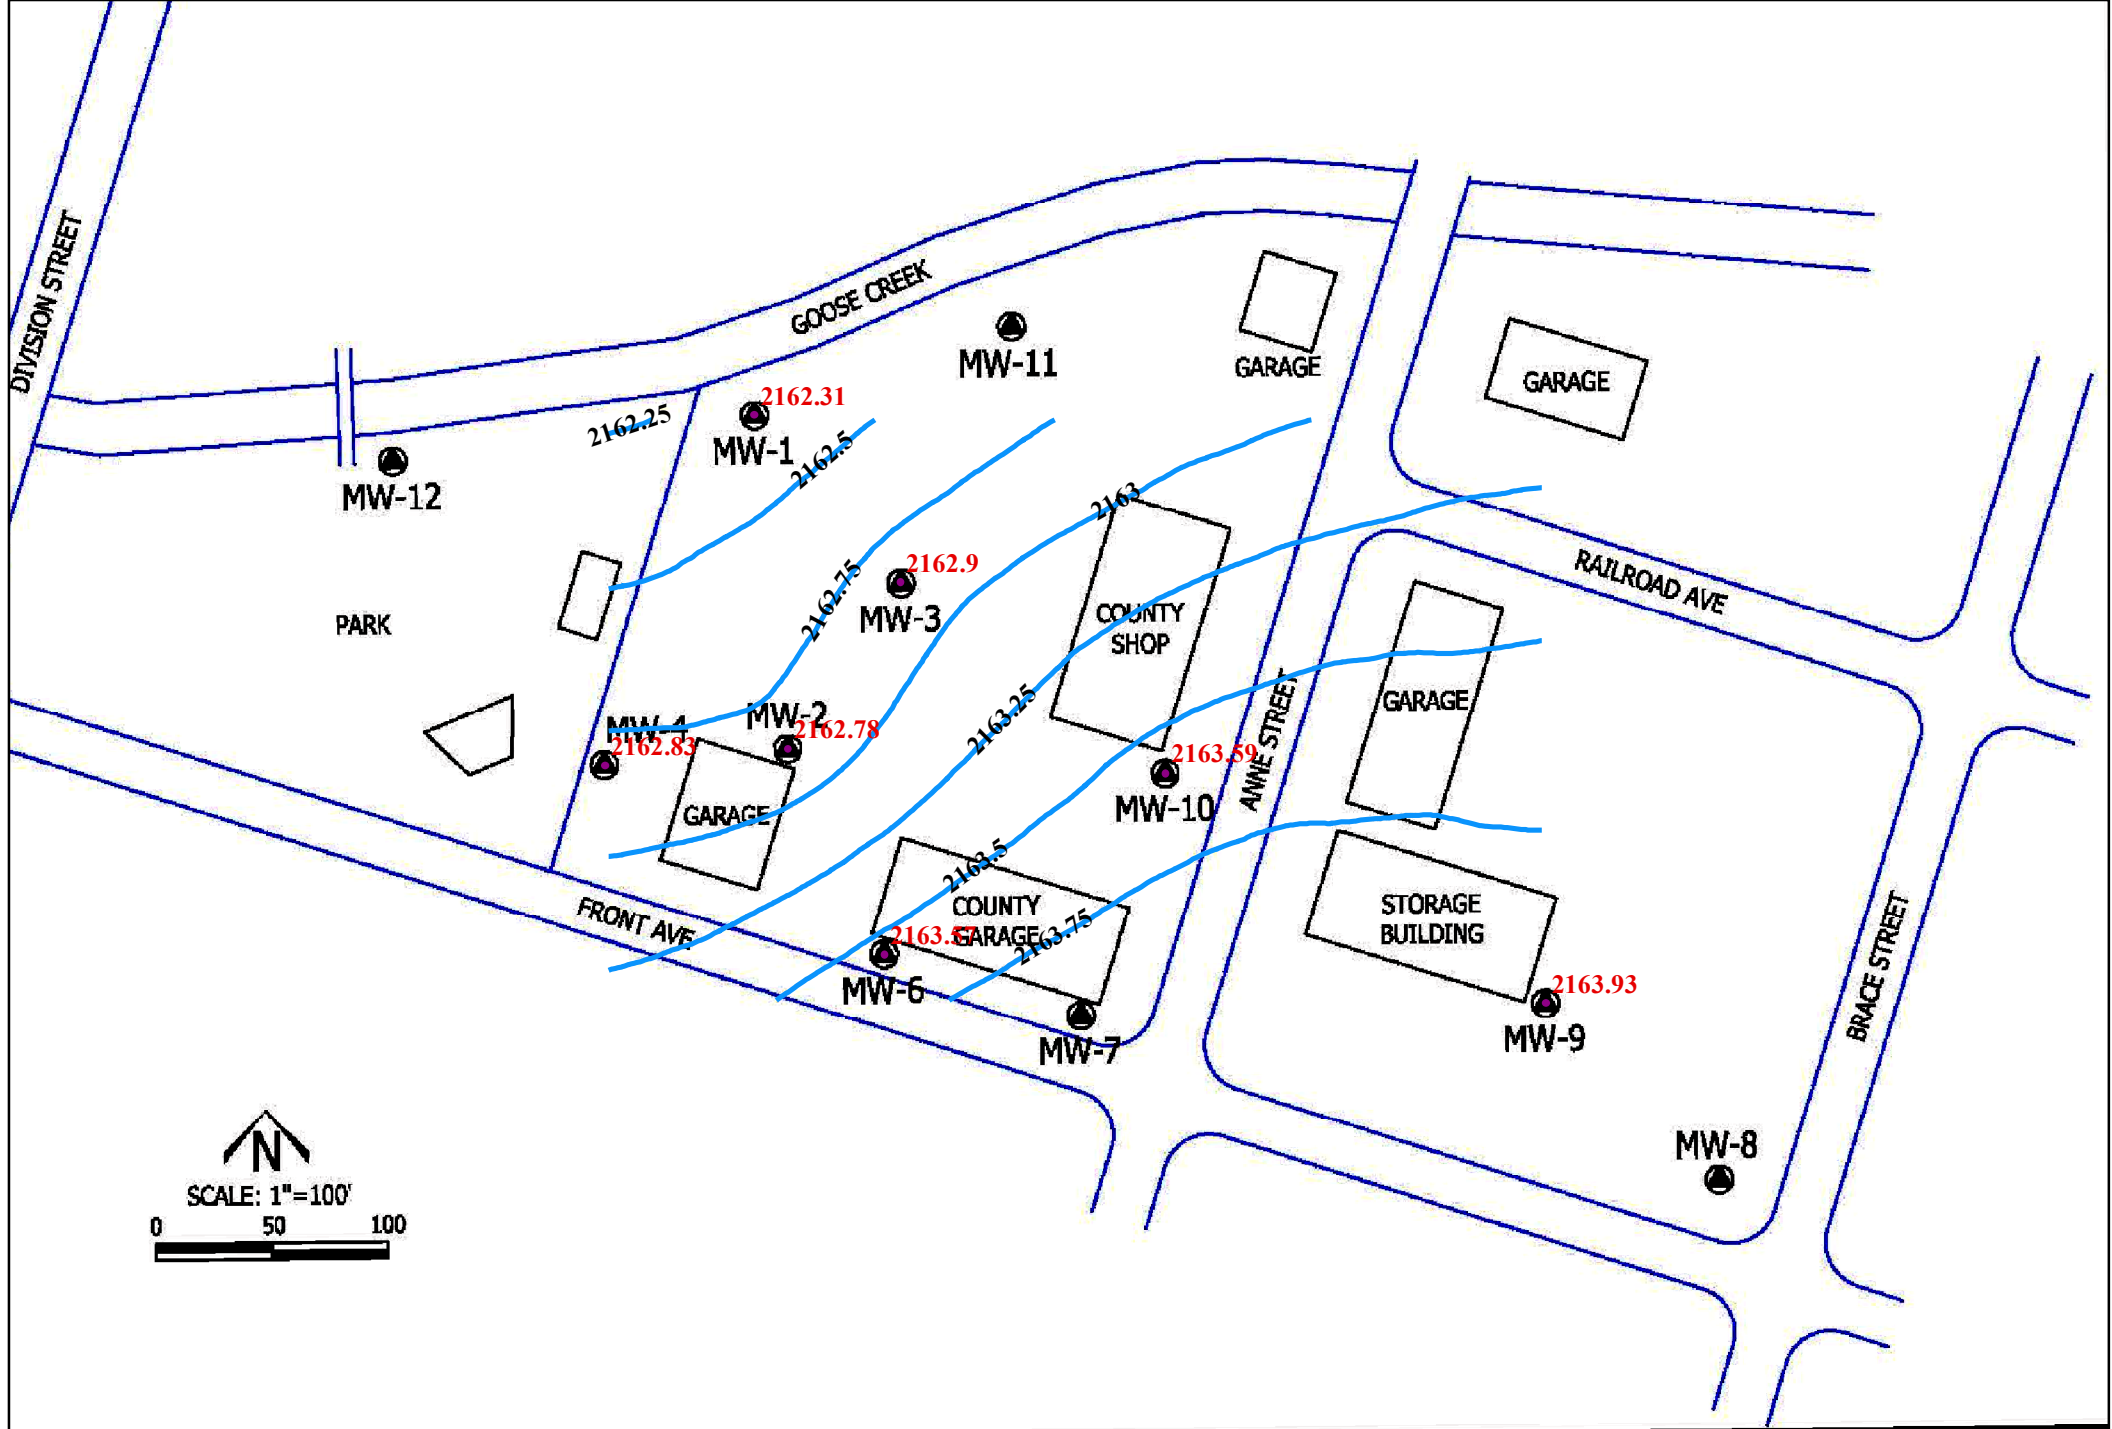 DIVISION STREET
GOOSE CREEK
MW-11
GARAGE
GARAGE
2162.31
MW-1
2162.25
2162.5
MW-12
2163
RAILROAD AVE
2162.9
MW-3
2162.75
PARK
COUNTY
SHOP
MW-4
2162.83
MW-2
2162.78
2163.25
GARAGE
ANNE STREET
2163.59
MW-10
GARAGE
2163.5
COUNTY
GARAGE
2163.57
MW-6
2163.75
FRONT AVE
STORAGE
BUILDING
2163.93
MW-9
MW-7
BRACE STREET
MW-8
N
SCALE: 1"=100'
0 50 100